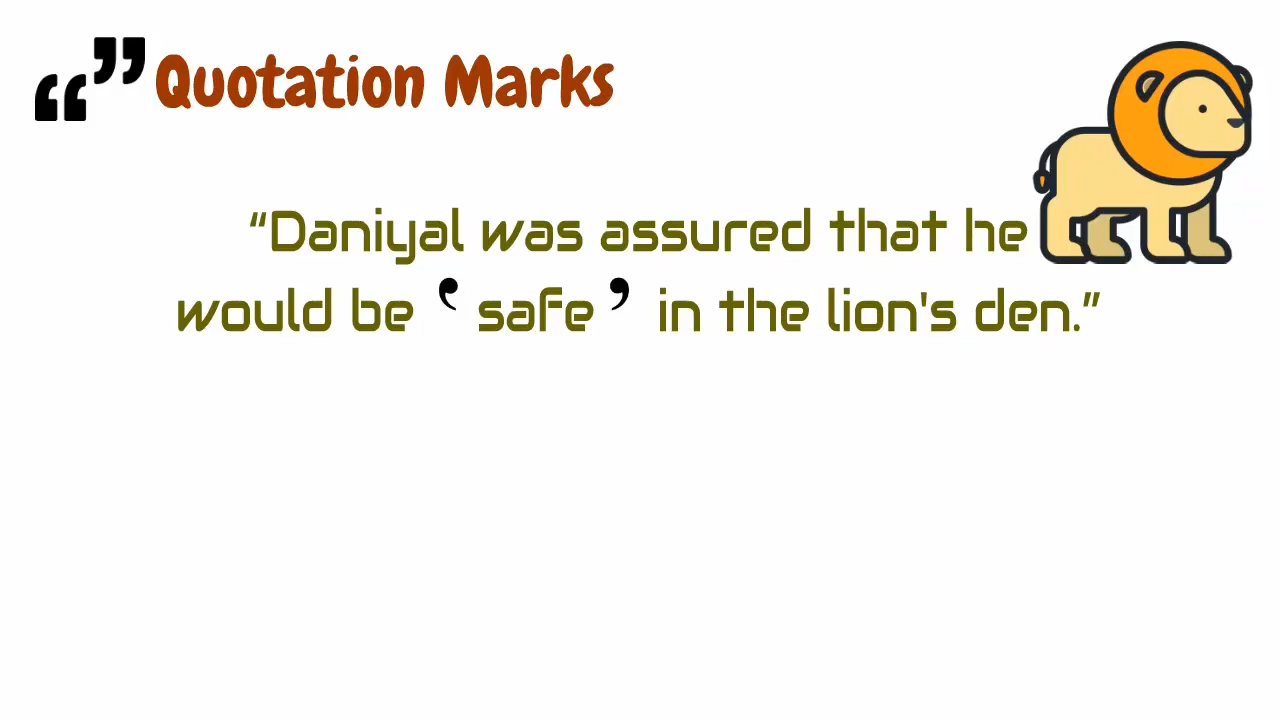 “ ” Quotation Marks
“Daniyal was assured that he
would be ‘ safe ’ in the lion's den.”